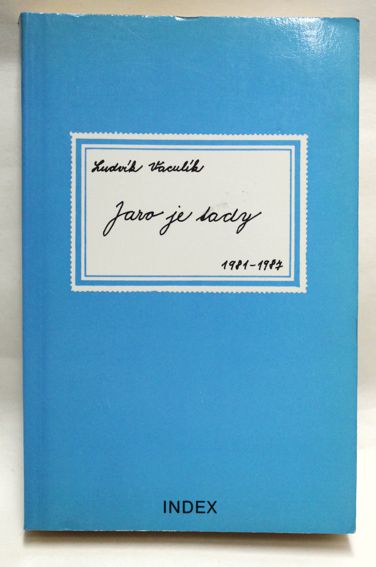 Ludvík Vaculík
Jaro je tady
1981-1987
INDEX